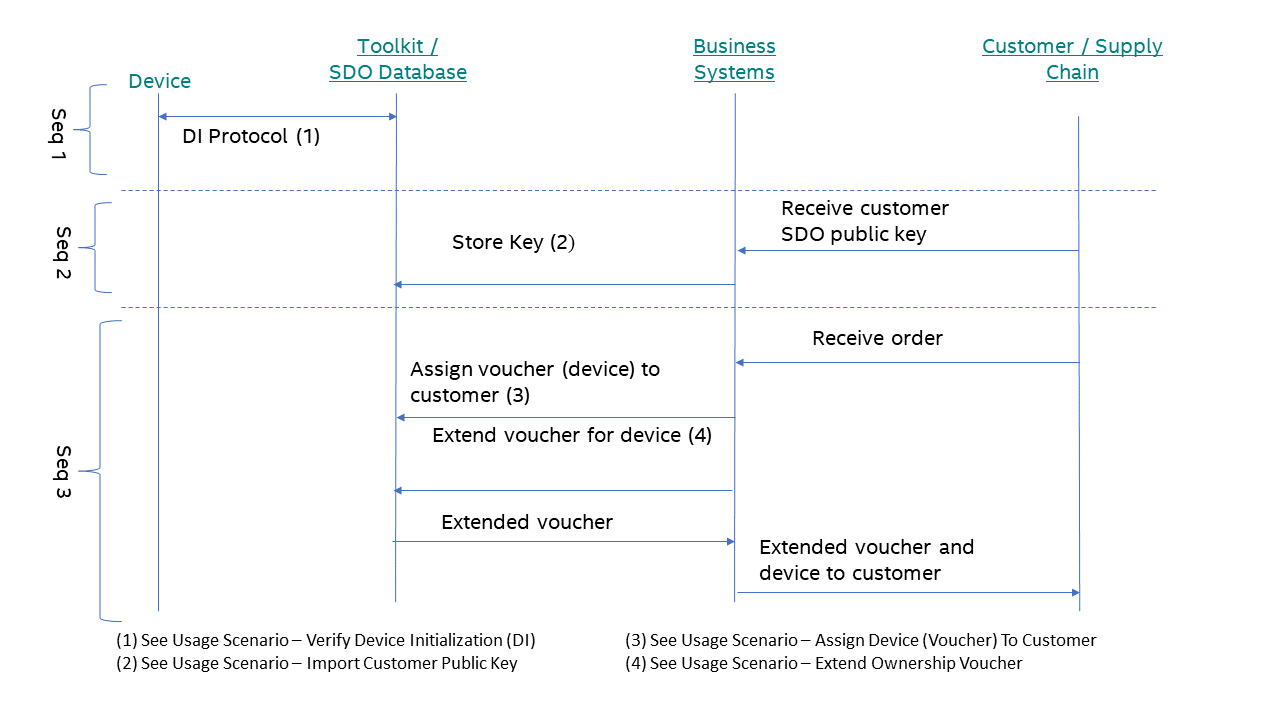 Toolkit /
SDO Database
Business
Systems
Customer / Supply
Chain
Device
Seq 1
DI Protocol (1)
Seq 2
Receive customer
SDO public key
Store Key (2)
Seq 3
Receive order
Assign voucher (device) to
customer (3)
Extend voucher for device (4)
Extended voucher
Extended voucher and
device to customer
(1) See Usage Scenario – Verify Device Initialization (DI)
(2) See Usage Scenario – Import Customer Public Key
(3) See Usage Scenario – Assign Device (Voucher) To Customer
(4) See Usage Scenario – Extend Ownership Voucher